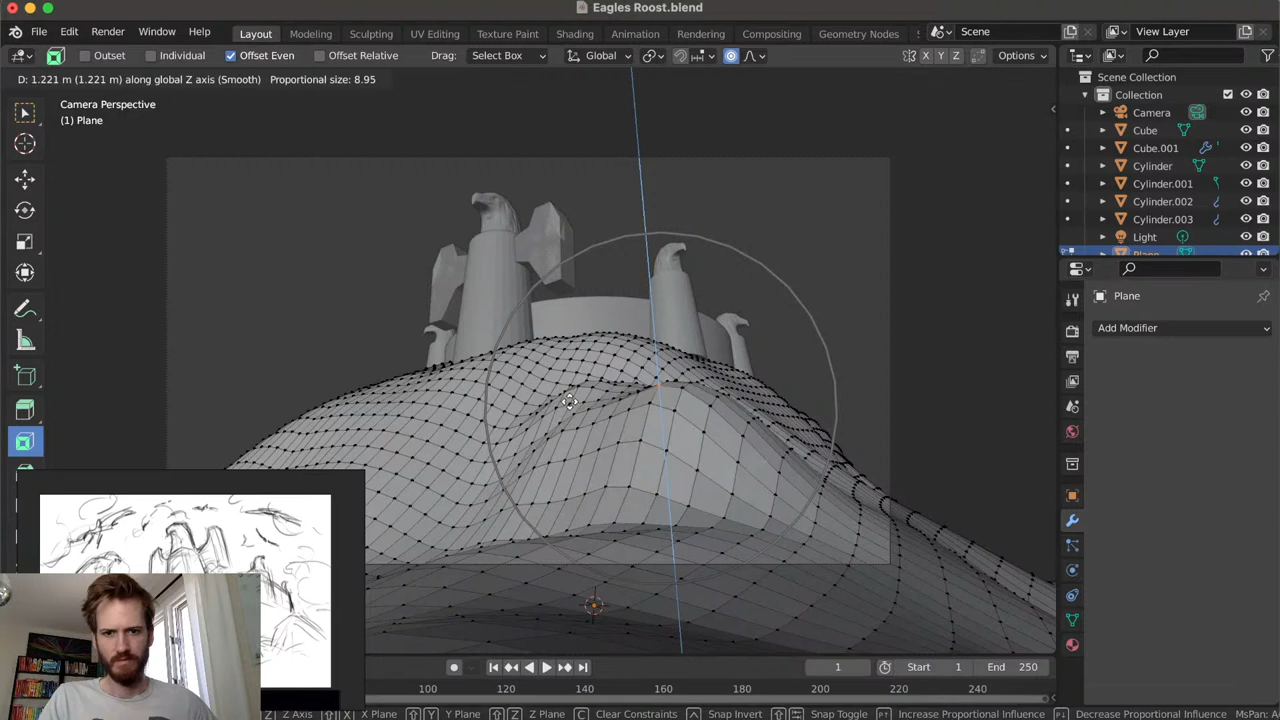 Eagles Roost.blend
File Edit Render Window Help Layout Modeling Sculpting UV Editing Texture Paint Shading Animation Rendering Compositing Geometry Nodes Scene View Layer
Outset Individual Offset Even Offset Relative Drag: Select Box Global X Y Z Options
D: 1.221 m (1.221 m) along global Z axis (Smooth) Proportional size: 8.95
Camera Perspective
(1) Plane
Scene Collection
Collection
Camera
Cube
Cube.001
Cylinder
Cylinder.001
Cylinder.002
Cylinder.003
Light
Plane
Add Modifier
1 Start 1 End 250
100 120 140 160 180 200 220 240
Z Axis X Plane Y Plane Z Plane C Clear Constraints Snap Invert Snap Toggle Increase Proportional Influence Decrease Proportional Influence MsPan: